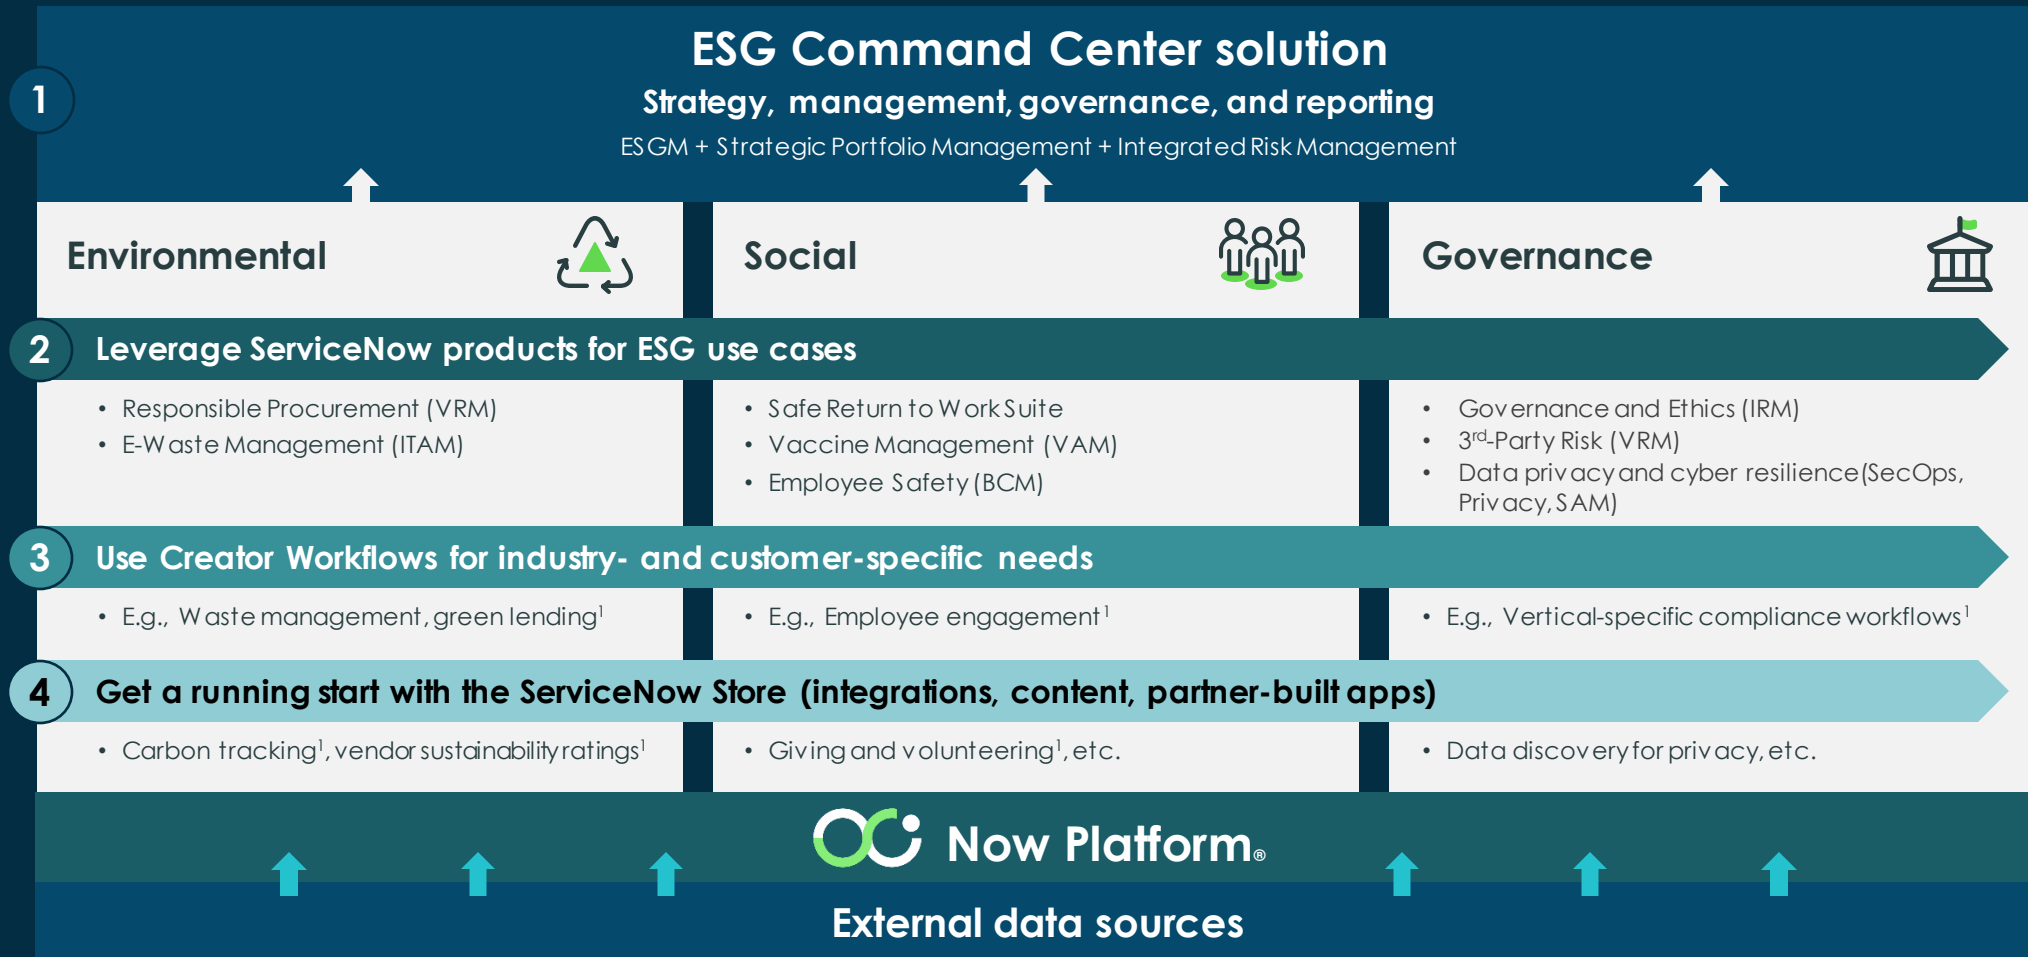 ESG Command Center solution
1
Strategy, management, governance, and reporting
ESGM + Strategic Portfolio Management + Integrated Risk Management
Environmental
Social
Governance
2
Leverage ServiceNow products for ESG use cases
• Responsible Procurement (VRM)
• E-Waste Management (ITAM)
• Safe Return to Work Suite
• Vaccine Management (VAM)
• Employee Safety (BCM)
• Governance and Ethics (IRM)
• 3rd-Party Risk (VRM)
• Data privacy and cyber resilience(SecOps,
Privacy, SAM)
3
Use Creator Workflows for industry- and customer-specific needs
• E.g., Waste management, green lending¹
• E.g., Employee engagement¹
• E.g., Vertical-specific compliance workflows¹
4
Get a running start with the ServiceNow Store (integrations, content, partner-built apps)
• Carbon tracking¹, vendor sustainability ratings¹
• Giving and volunteering¹, etc.
• Data discovery for privacy, etc.
Now Platform®
External data sources